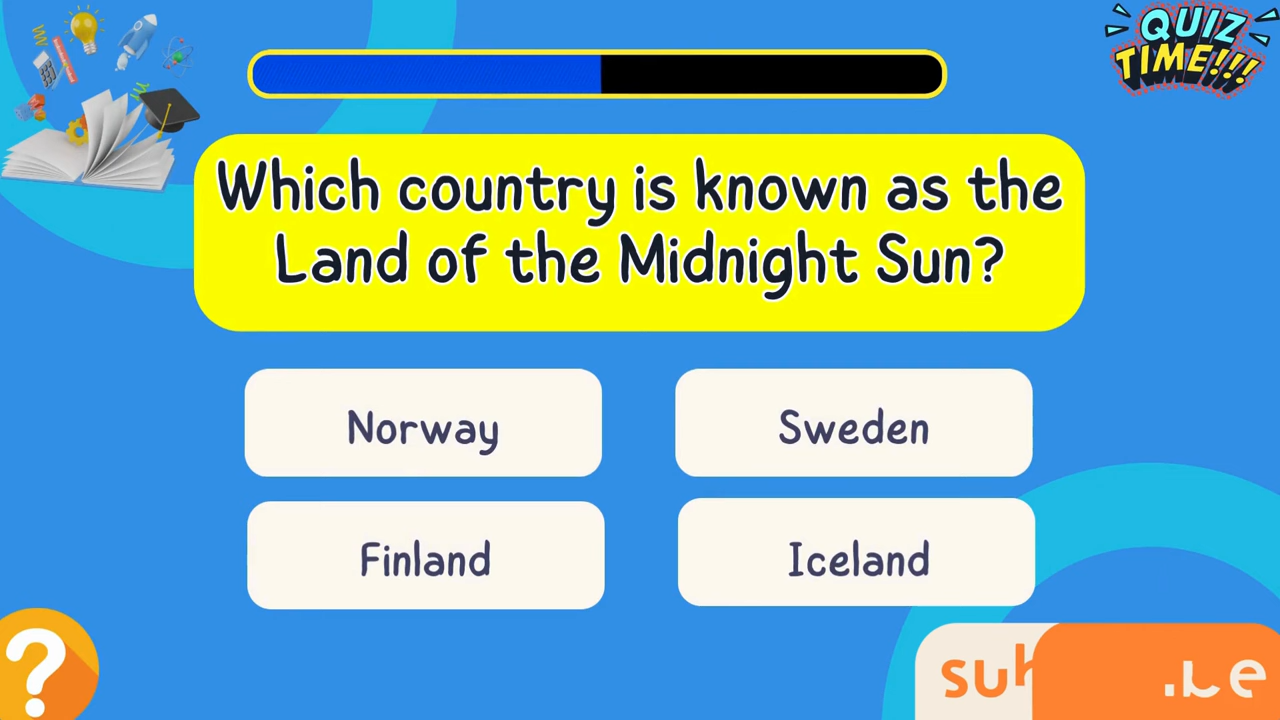 QUIZ
TIME!!!
Which country is known as the
Land of the Midnight Sun?
Norway
Sweden
Finland
Iceland
?